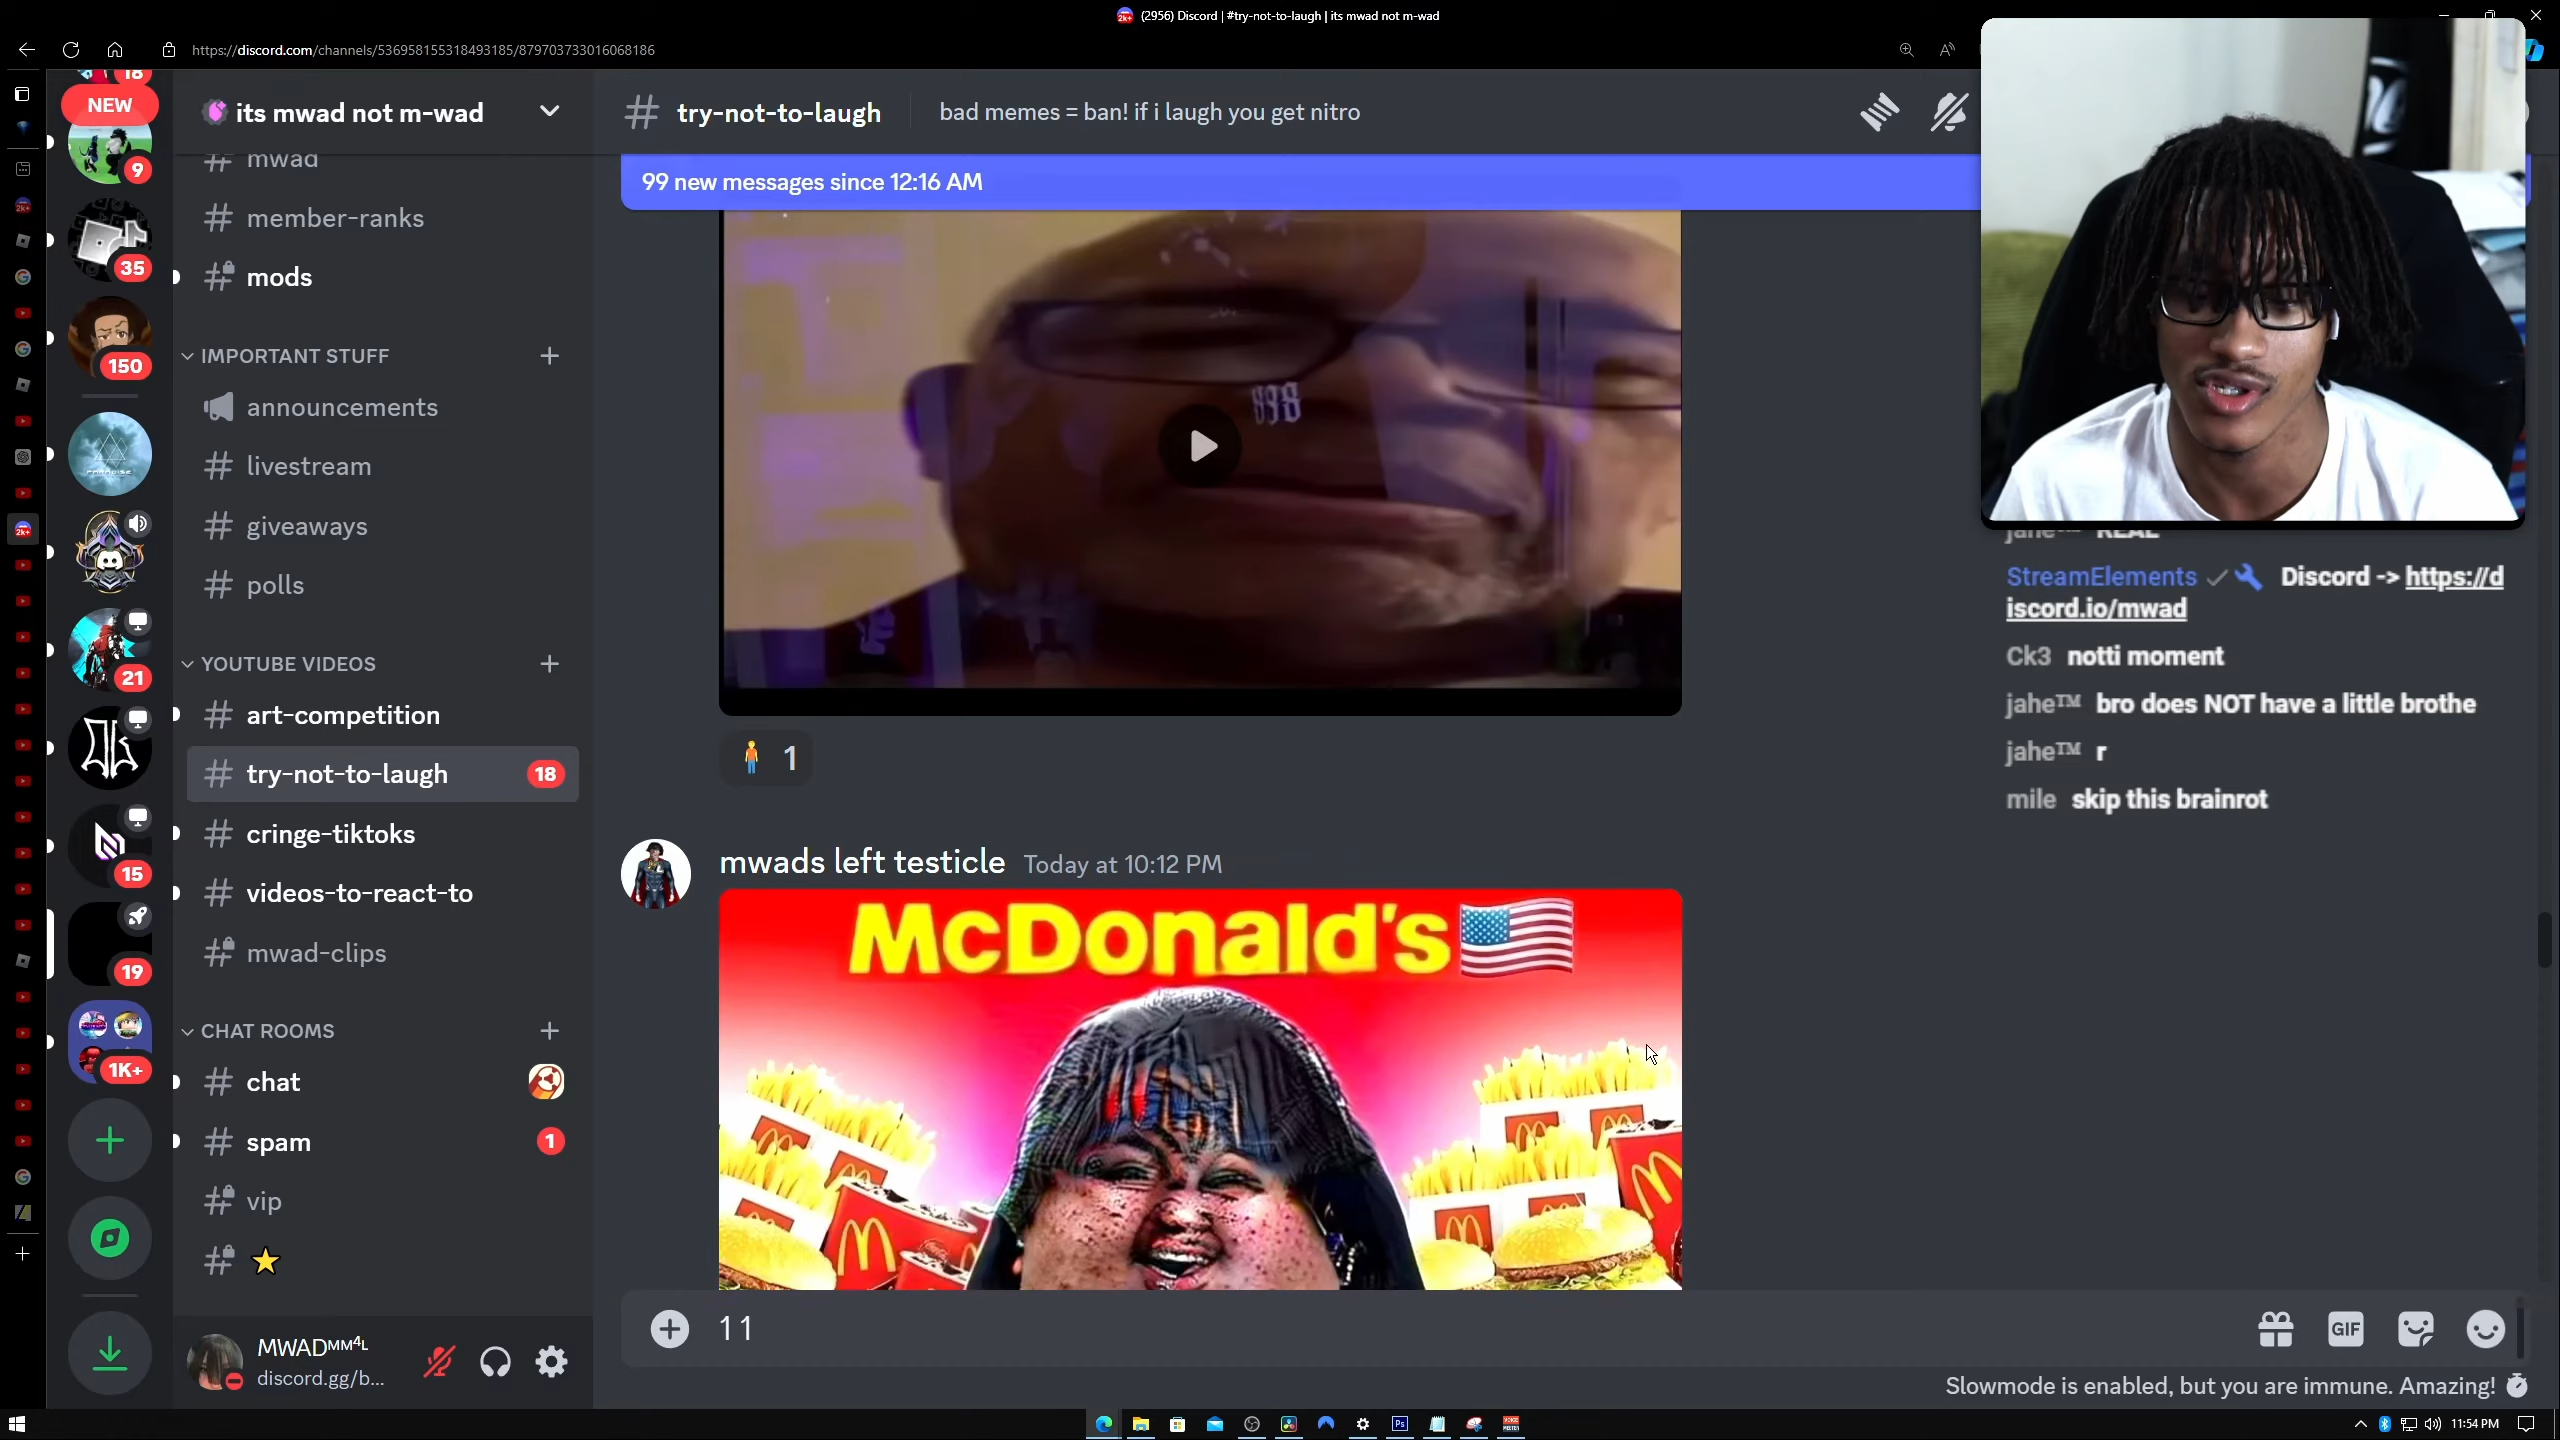 (2956) Discord | #try-not-to-laugh | its mwad not m-wad
https://discord.com/channels/536958155318493185/879703733016068186
18
NEW
9
35
150
21
15
19
1K+
2k+
its mwad not m-wad
mwad
member-ranks
mods
IMPORTANT STUFF
announcements
livestream
giveaways
polls
YOUTUBE VIDEOS
art-competition
try-not-to-laugh 18
cringe-tiktoks
videos-to-react-to
mwad-clips
CHAT ROOMS
chat
spam 1
vip
MWADᴹᴹ⁴ᴸ
discord.gg/b...
try-not-to-laugh bad memes = ban! if i laugh you get nitro
99 new messages since 12:16 AM
1
mwads left testicle Today at 10:12 PM
McDonald's
11
GIF
Slowmode is enabled, but you are immune. Amazing!
jahe™ REAL
StreamElements Discord -> https://d
iscord.io/mwad
Ck3 notti moment
jahe™ bro does NOT have a little brothe
jahe™ r
mile skip this brainrot
11:54 PM